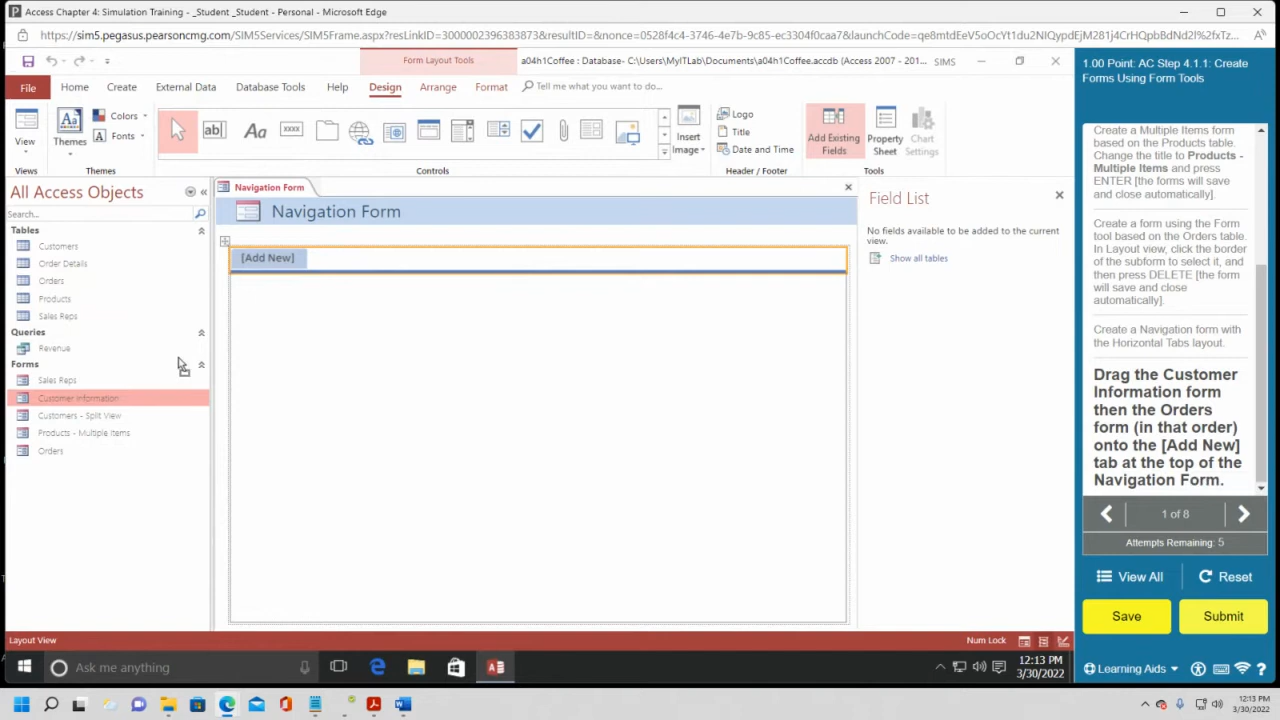 Access Chapter 4: Simulation Training - _Student _Student - Personal - Microsoft Edge
https://sim5.pegasus.pearsoncmg.com/SIM5Services/SIM5Frame.aspx?resLinkID=3000002396383873&resultID=&nonce=0528f4c4-3746-4e7b-9c85-ec3304f0caa7&launchCode=
Form Layout Tools
a04h1Coffee : Database- C:\Users\MyITLab\Documents\a04h1Coffee.accdb (Access 2007 - 201...
SIMS
File
Home
Create
External Data
Database Tools
Help
Design
Arrange
Format
Tell me what you want to do...
View
Themes
Colors
Fonts
ab|
Aa
XXXX
Insert
Image
Logo
Title
Date and Time
Add Existing
Fields
Property
Sheet
Chart
Settings
Views
Themes
Controls
Header / Footer
Tools
All Access Objects
Search...
Tables
Customers
Order Details
Orders
Products
Sales Reps
Queries
Revenue
Forms
Sales Reps
Customer Information
Customers - Split View
Products - Multiple Items
Orders
Navigation Form
Navigation Form
[Add New]
Field List
No fields available to be added to the current
view.
Show all tables
1.00 Point: AC Step 4.1.1: Create
Forms Using Form Tools
Create a Multiple Items form
based on the Products table.
Change the title to Products -
Multiple Items and press
ENTER [the forms will save
and close automatically].
Create a form using the Form
tool based on the Orders table.
In Layout view, click the border
of the subform to select it, and
then press DELETE [the form
will save and close
automatically].
Create a Navigation form with
the Horizontal Tabs layout.
Drag the Customer
Information form
then the Orders
form (in that order)
onto the [Add New]
tab at the top of the
Navigation Form.
1 of 8
Attempts Remaining: 5
View All
Reset
Save
Submit
Learning Aids
Layout View
Num Lock
Ask me anything
12:13 PM
3/30/2022
12:13 PM
3/30/2022